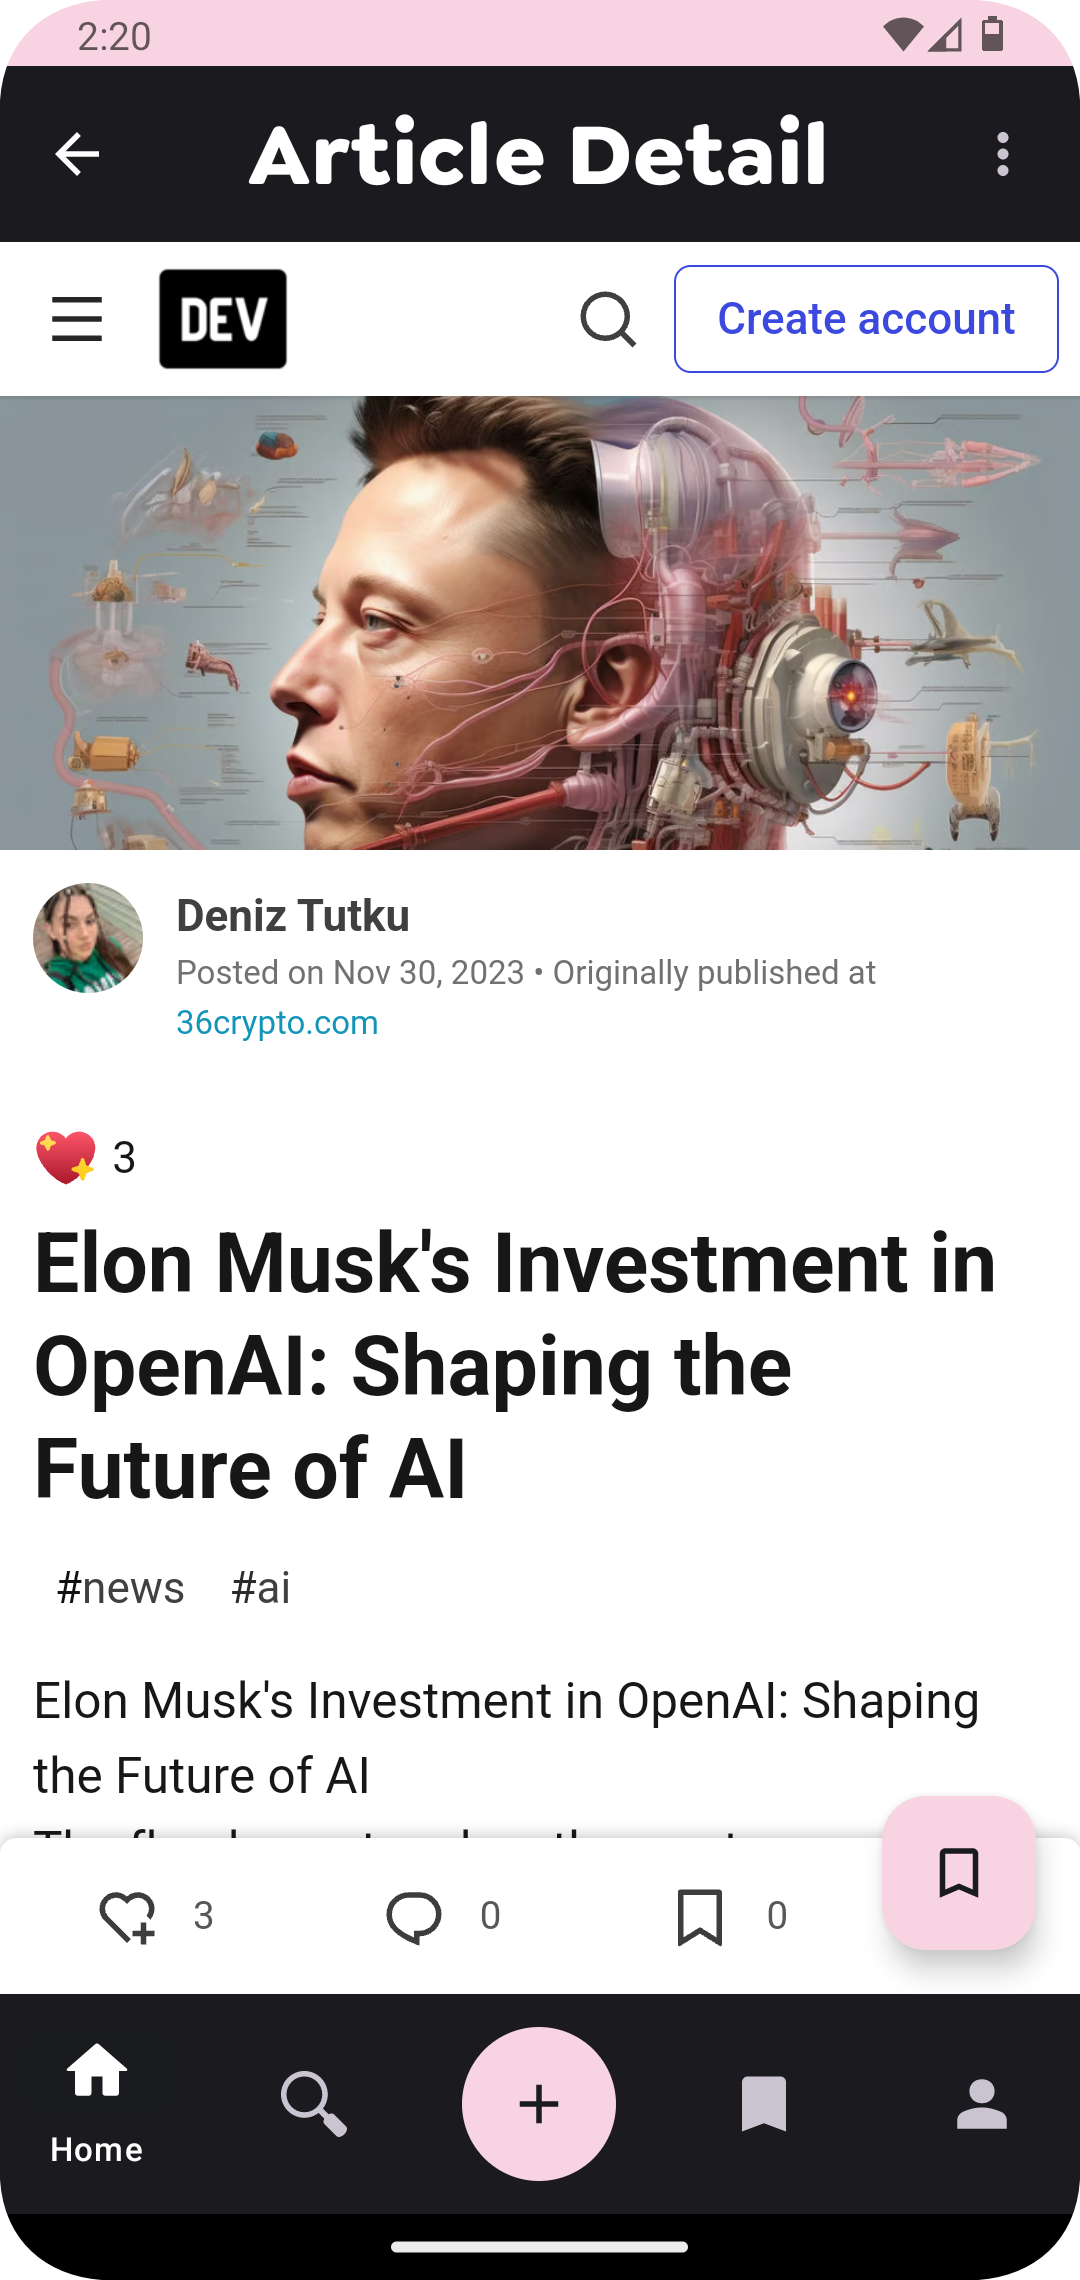 2:20
Article Detail
DEV
Create account
Deniz Tutku
Posted on Nov 30, 2023 • Originally published at
36crypto.com
3
Elon Musk's Investment in
OpenAI: Shaping the
Future of AI
#news #ai
Elon Musk's Investment in OpenAI: Shaping
the Future of AI
3
0
0
Home